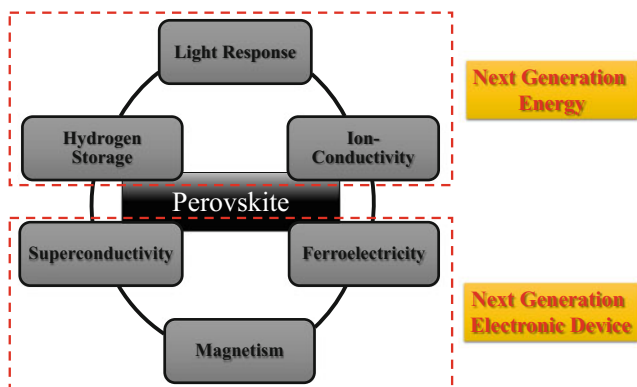 Light Response
Next Generation
Energy
Hydrogen
Storage
Ion-
Conductivity
Perovskite
Superconductivity
Ferroelectricity
Next Generation
Electronic Device
Magnetism